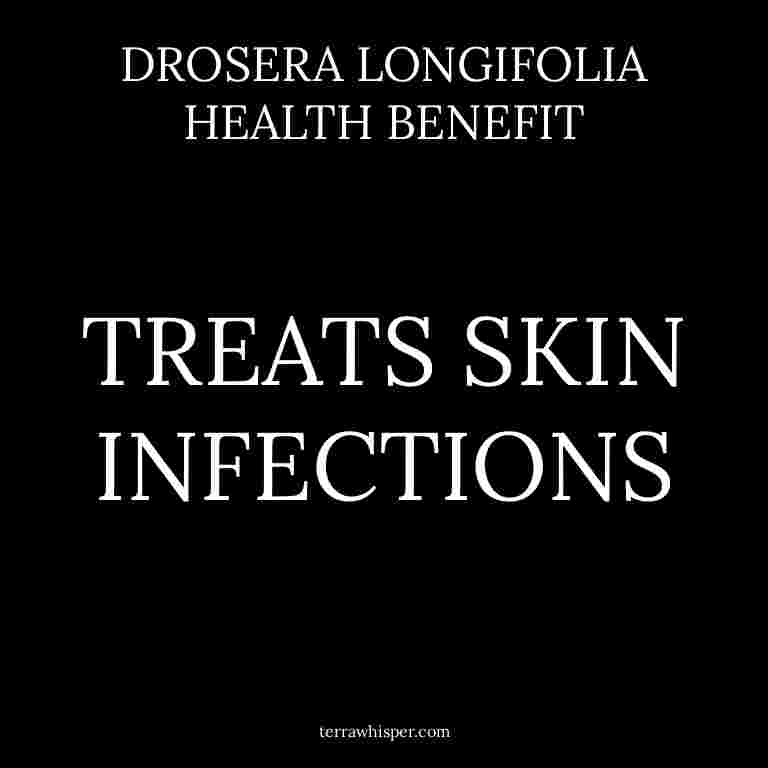 DROSERA LONGIFOLIA
HEALTH BENEFIT
TREATS SKIN
INFECTIONS
terrawhisper.com